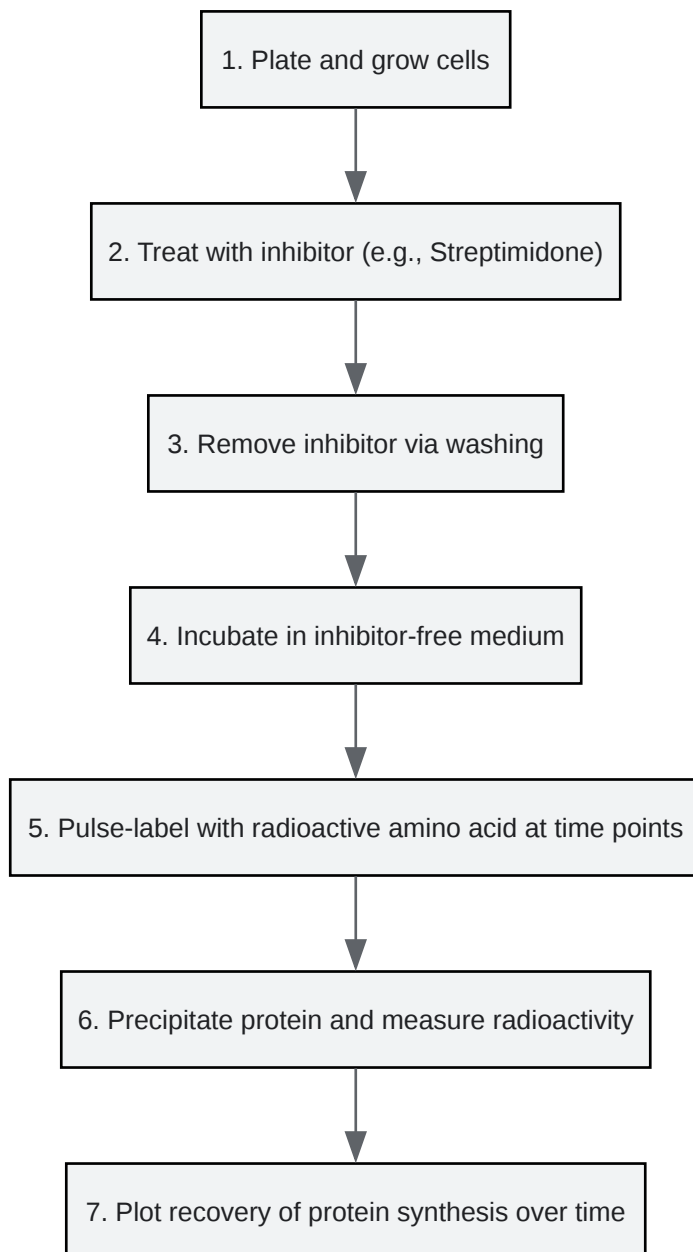 1. Plate and grow cells
2. Treat with inhibitor (e.g., Streptimidone)
3. Remove inhibitor via washing
4. Incubate in inhibitor-free medium
5. Pulse-label with radioactive amino acid at time points
6. Precipitate protein and measure radioactivity
7. Plot recovery of protein synthesis over time